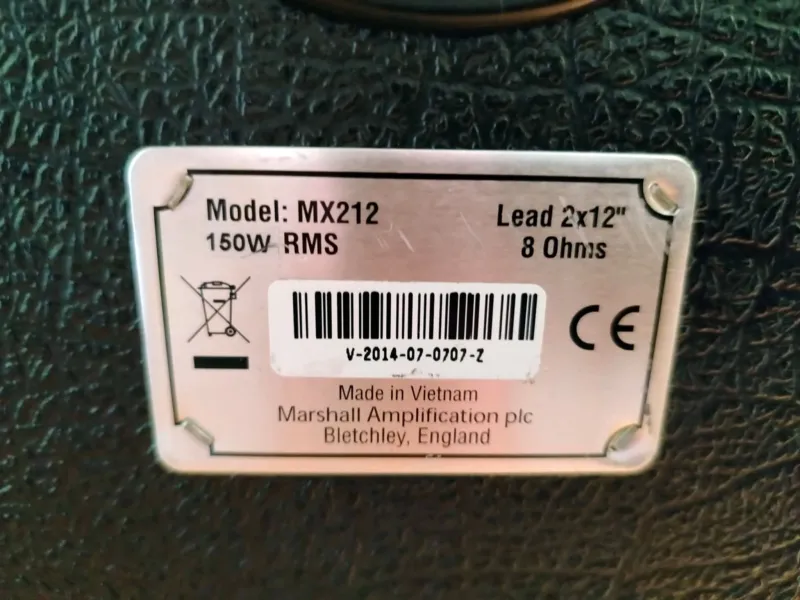 Model: MX212
150W RMS
Lead 2x12"
8 Ohms
CE
V-2014-07-0707-Z
Made in Vietnam
Marshall Amplification plc
Bletchley, England